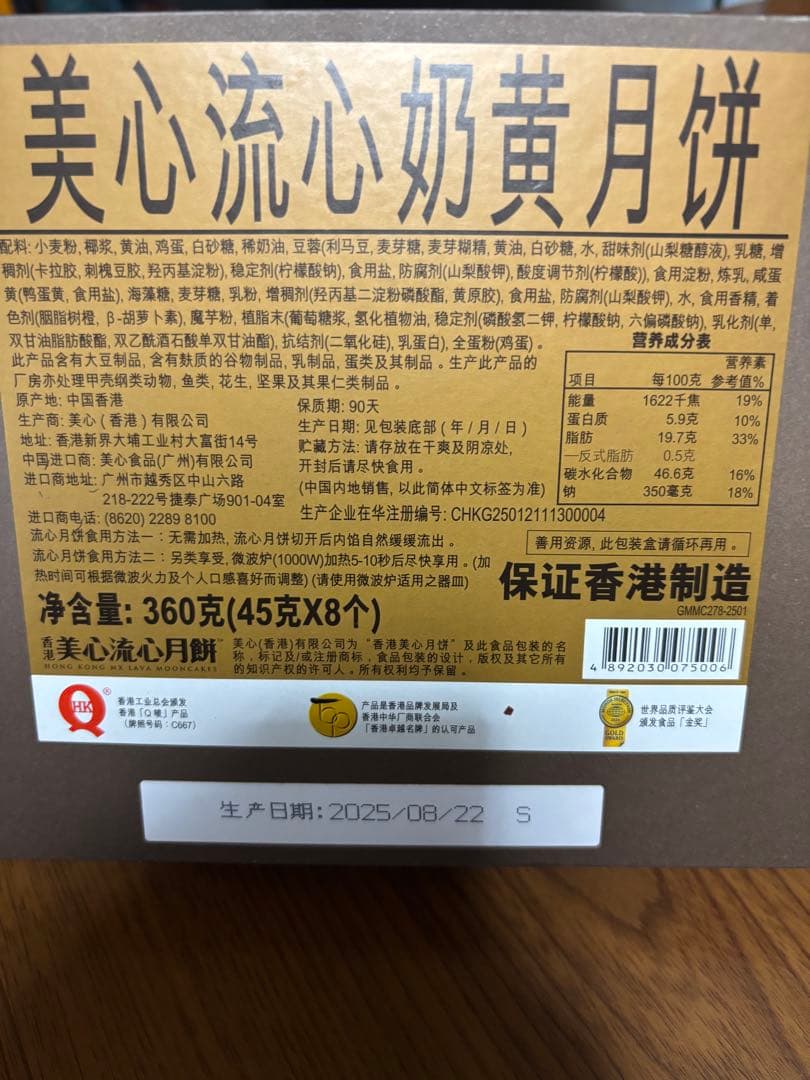 美心流心奶黄月饼
配料: 小麦粉, 椰浆, 黄油, 鸡蛋, 白砂糖, 稀奶油, 豆蓉(利马豆, 麦芽糖, 麦芽糊精, 黄油, 白砂糖, 水, 甜味剂(山梨糖醇液), 乳糖, 增
稠剂(卡拉胶, 刺槐豆胶, 羟丙基淀粉), 稳定剂(柠檬酸钠), 食用盐, 防腐剂(山梨酸钾), 酸度调节剂(柠檬酸)), 食用淀粉, 炼乳, 咸蛋
黄(鸭蛋黄, 食用盐), 海藻糖, 麦芽糖, 乳粉, 增稠剂(羟丙基二淀粉磷酸酯, 黄原胶), 食用盐, 防腐剂(山梨酸钾), 水, 食用香精, 着
色剂(胭脂树橙, β-胡萝卜素), 魔芋粉, 植脂末(葡萄糖浆, 氢化植物油, 稳定剂(磷酸氢二钾, 柠檬酸钠, 六偏磷酸钠), 乳化剂(单,
双甘油脂肪酸酯, 双乙酰酒石酸单双甘油酯), 抗结剂(二氧化硅), 乳蛋白), 全蛋粉(鸡蛋)。
此产品含有大豆制品, 含有麸质的谷物制品, 乳制品, 蛋类及其制品。生产此产品的
厂房亦处理甲壳纲类动物, 鱼类, 花生, 坚果及其果仁类制品。
原产地: 中国香港
生产商: 美心(香港)有限公司
地址: 香港新界大埔工业村大富街14号
中国进口商: 美心食品(广州)有限公司
进口商地址: 广州市越秀区中山六路
218-222号捷泰广场901-04室
进口商电话: (8620) 2289 8100
保质期: 90天
生产日期: 见包装底部(年/月/日)
贮藏方法: 请存放在干爽及阴凉处,
开封后请尽快食用。
(中国内地销售, 以此简体中文标签为准)
生产企业在华注册编号: CHKG25012111300004
营养成分表
项目 每100克 营养素参考值%
能量 1622千焦 19%
蛋白质 5.9克 10%
脂肪 19.7克 33%
—反式脂肪 0.5克
碳水化合物 46.6克 16%
钠 350毫克 18%
流心月饼食用方法一: 无需加热, 流心月饼切开后内馅自然缓缓流出。
流心月饼食用方法二: 另类享受, 微波炉(1000W)加热5-10秒后尽快享用。(加
热时间可根据微波火力及个人口感喜好而调整) (请使用微波炉适用之器皿)
善用资源, 此包装盒请循环再用。
保证香港制造
GMMC278-2501
净含量: 360克(45克X8个)
香港美心流心月餅™
HONG KONG MX LAVA MOONCAKES
美心(香港)有限公司为“香港美心月饼”及此食品包装的名
称, 标记及/或注册商标, 食品包装的设计, 版权及其它所有
的知识产权的许可人。所有权利均予保留。
4 892030 075006
HK
®
香港工业总会颁发
香港「Q嘜」产品
(牌照号码: C667)
产品是香港品牌发展局及
香港中华厂商联合会
「香港卓越名牌」的认可产品
GOLD
AWARD
世界品质评鉴大会
颁发食品「金奖」
生产日期:2025/08/22 S